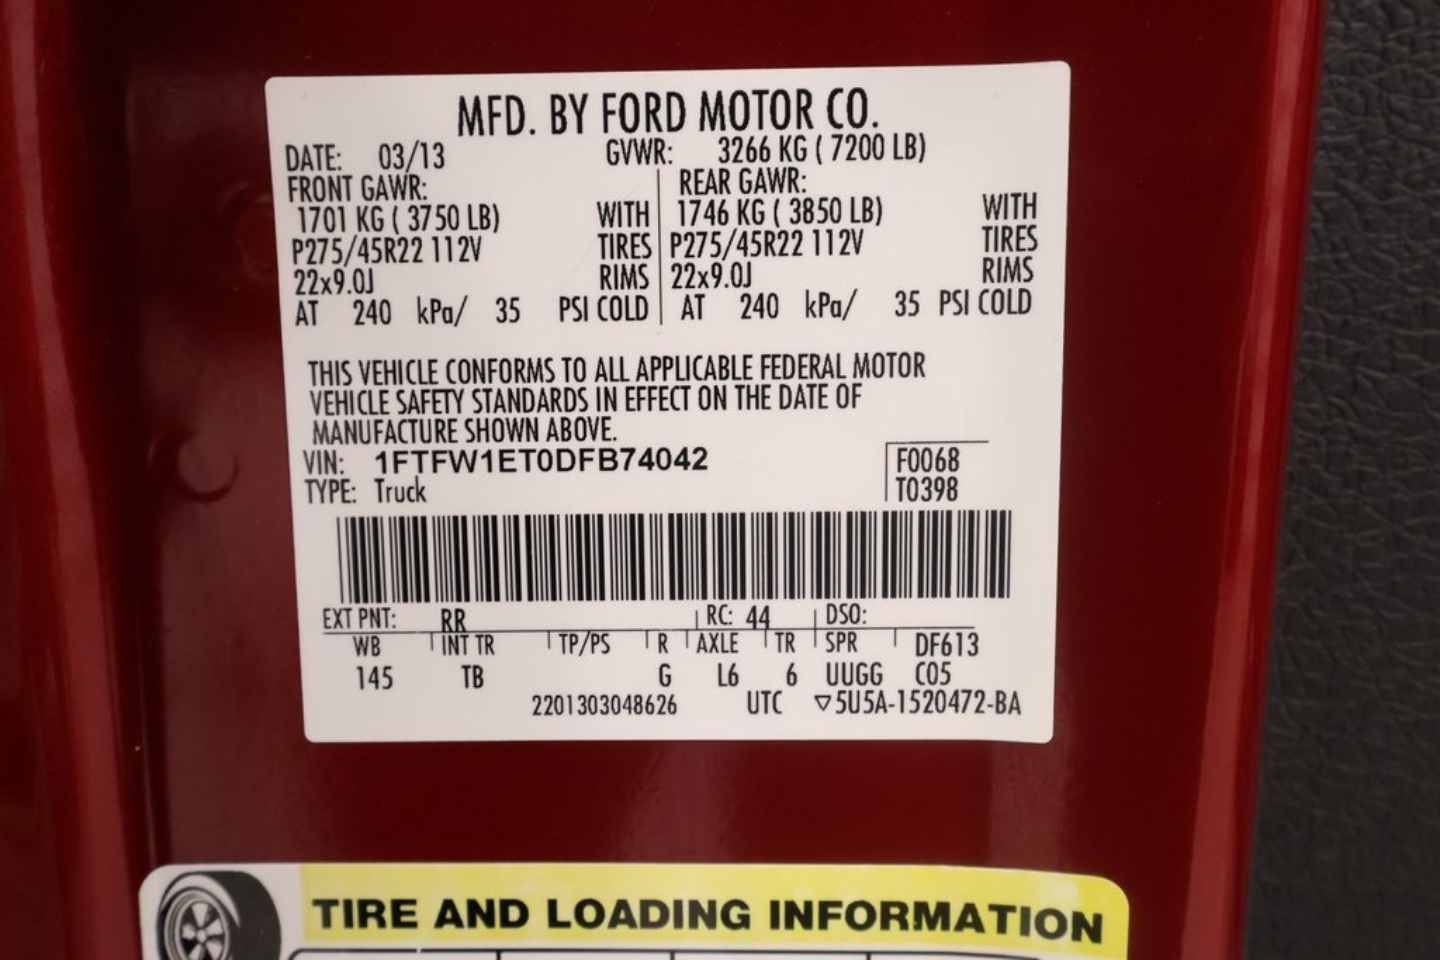 MFD. BY FORD MOTOR CO.
DATE: 03/13 GVWR: 3266 KG ( 7200 LB)
FRONT GAWR: REAR GAWR:
1701 KG ( 3750 LB) WITH 1746 KG ( 3850 LB) WITH
P275/45R22 112V TIRES P275/45R22 112V TIRES
22x9.0J RIMS 22x9.0J RIMS
AT 240 kPa/ 35 PSI COLD AT 240 kPa/ 35 PSI COLD
THIS VEHICLE CONFORMS TO ALL APPLICABLE FEDERAL MOTOR
VEHICLE SAFETY STANDARDS IN EFFECT ON THE DATE OF
MANUFACTURE SHOWN ABOVE.
VIN: 1FTFW1ET0DFB74042 F0068
TYPE: Truck T0398
EXT PNT: RR RC: 44 DSO:
WB INT TR TP/PS R AXLE TR SPR DF613
145 TB G L6 6 UUGG C05
2201303048626 UTC ▽5U5A-1520472-BA
TIRE AND LOADING INFORMATION